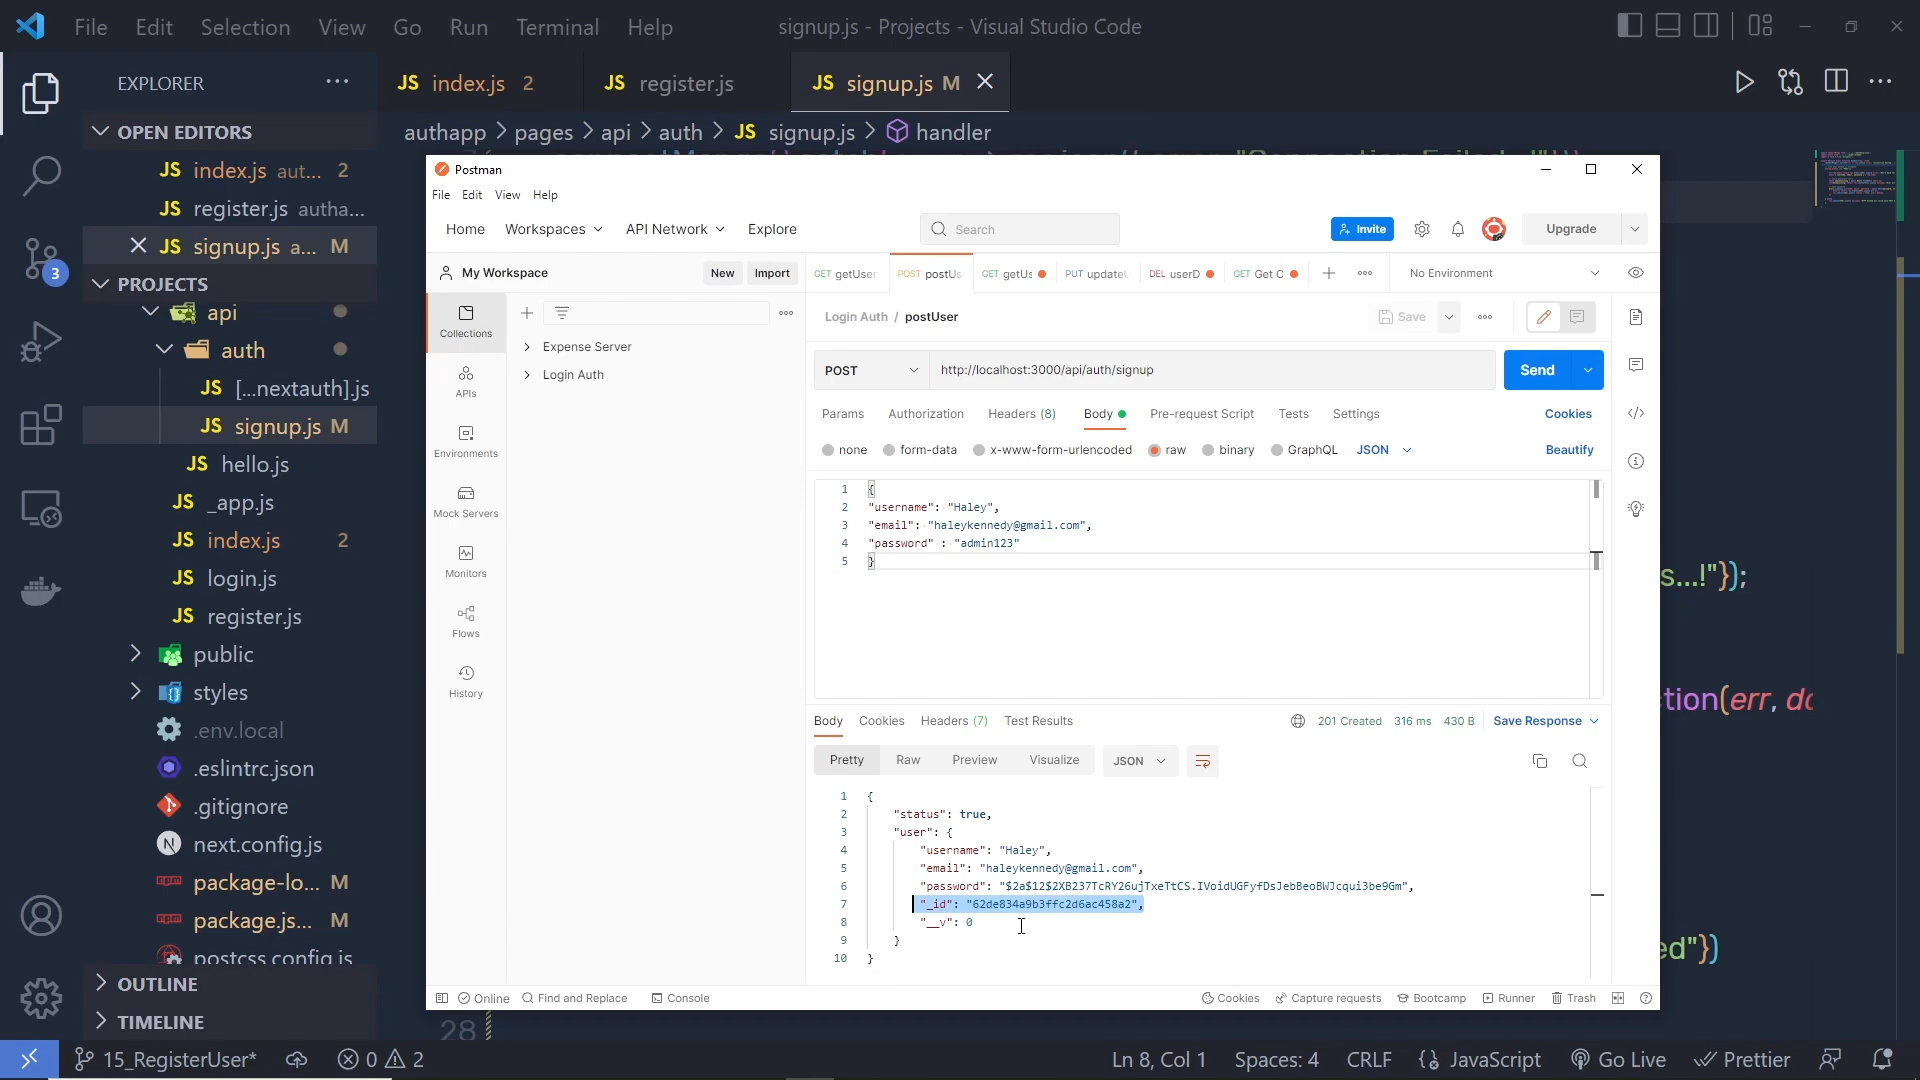 File Edit Selection View Go Run Terminal Help
signup.js - Projects - Visual Studio Code
EXPLORER
OPEN EDITORS
JS index.js aut... 2
JS register.js autha...
JS signup.js a... M
PROJECTS
api
auth
JS [...nextauth].js
JS signup.js M
JS hello.js
JS _app.js
JS index.js 2
JS login.js
JS register.js
public
styles
.env.local
.eslintrc.json
.gitignore
N next.config.js
package-lo... M
package.js... M
postcss.config.js
OUTLINE
TIMELINE
3
JS index.js 2
JS register.js
JS signup.js M
authapp > pages > api > auth > JS signup.js > handler
Postman
File Edit View Help
Home Workspaces API Network Explore
Search
Invite
Upgrade
My Workspace
New
Import
GET getUser
POST postUs
GET getUs
PUT updateU
DEL userD
GET Get C
No Environment
Collections
APIs
Environments
Mock Servers
Monitors
Flows
History
Expense Server
Login Auth
Login Auth / postUser
Save
POST
http://localhost:3000/api/auth/signup
Send
Params Authorization Headers (8) Body Pre-request Script Tests Settings
Cookies
none form-data x-www-form-urlencoded raw binary GraphQL JSON
Beautify
1 {
2 "username": "Haley",
3 "email": "haleykennedy@gmail.com",
4 "password" : "admin123"
5 }
Body Cookies Headers (7) Test Results
201 Created 316 ms 430 B Save Response
Pretty Raw Preview Visualize JSON
1 {
2 "status": true,
3 "user": {
4 "username": "Haley",
5 "email": "haleykennedy@gmail.com",
6 "password": "$2a$12$2XB237TcRY26ujTxeTtCS.IVoidUGFyfDsJebBeoBWJcqui3be9Gm",
7 "_id": "62de834a9b3ffc2d6ac458a2",
8 "__v": 0
9 }
10 }
Online Find and Replace Console
Cookies Capture requests Bootcamp Runner Trash
s...!"});
ction(err, do
ed"})
28
15_RegisterUser* 0 2
Ln 8, Col 1 Spaces: 4 CRLF JavaScript Go Live Prettier